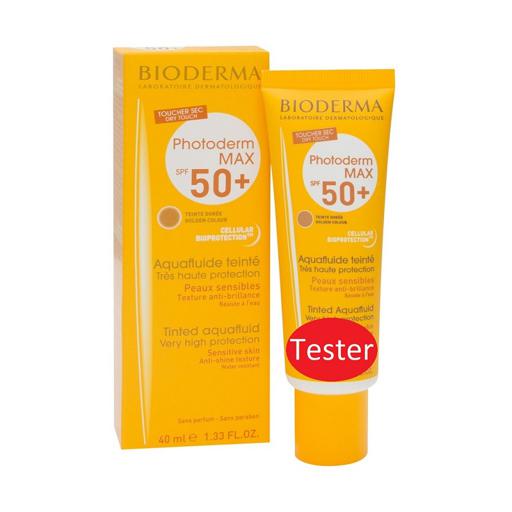 BIODERMA
LABORATOIRE DERMATOLOGIQUE
TOUCHER SEC
DRY TOUCH
Photoderm
MAX
SPF 50+
TEINTE DORÉE
GOLDEN COLOUR
CELLULAR
BIOPROTECTION™
Aquafluide teinté
Très haute protection
Peaux sensibles
Texture anti-brillance
Résiste à l'eau
Tinted aquafluid
Very high protection
Sensitive skin
Anti-shine texture
Water resistant
Sans parfum - Sans paraben
40 ml ℮ 1.33 FL.OZ.
BIODERMA
LABORATOIRE DERMATOLOGIQUE
TOUCHER SEC
DRY TOUCH
Photoderm
MAX
SPF 50+
TEINTE DORÉE
GOLDEN COLOUR
CELLULAR
BIOPROTECTION™
Aquafluide teinté
Très haute protection
Peaux sensibles
Texture anti-brillance
Résiste à l'eau
Tinted Aquafluid
Tester